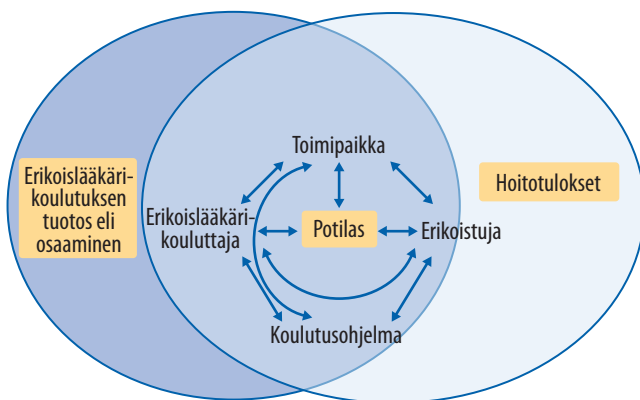 Erikoislääkäri-
koulutuksen
tuotos eli
osaaminen
Toimipaikka
Erikoislääkäri-
kouluttaja
Potilas
Erikoistuja
Koulutusohjelma
Hoitotulokset